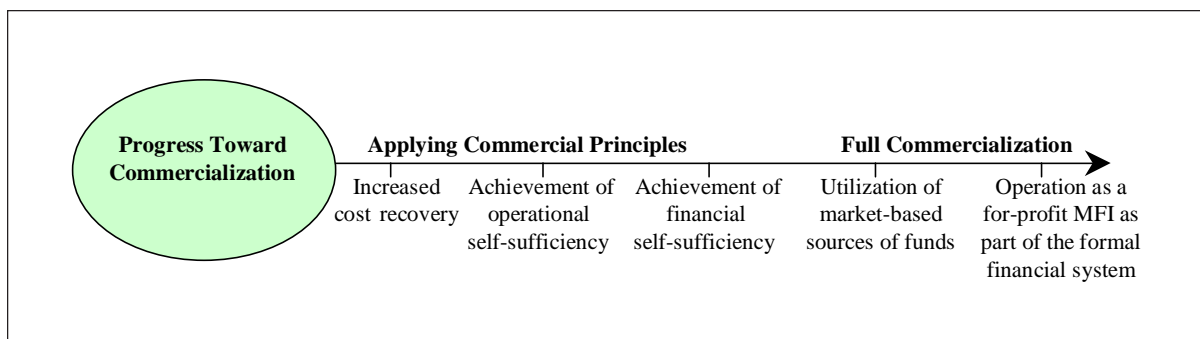 Progress Toward
Commercialization
Applying Commercial Principles
Full Commercialization
Increased
cost recovery
Achievement of
operational
self-sufficiency
Achievement of
financial
self-sufficiency
Utilization of
market-based
sources of funds
Operation as a
for-profit MFI as
part of the formal
financial system